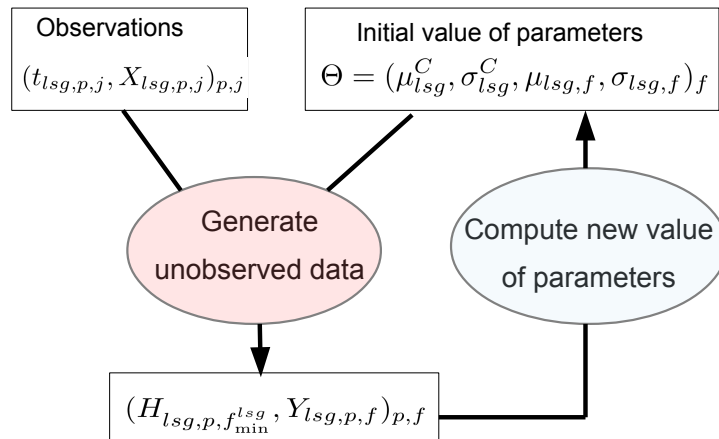 Observations
(t_{lsg,p,j}, X_{lsg,p,j})_{p,j}
Initial value of parameters
Θ = (μ^C_{lsg}, σ^C_{lsg}, μ_{lsg,f}, σ_{lsg,f})_f
Generate
unobserved data
Compute new value
of parameters
(H_{lsg,p,f^{lsg}_{min}}, Y_{lsg,p,f})_{p,f}